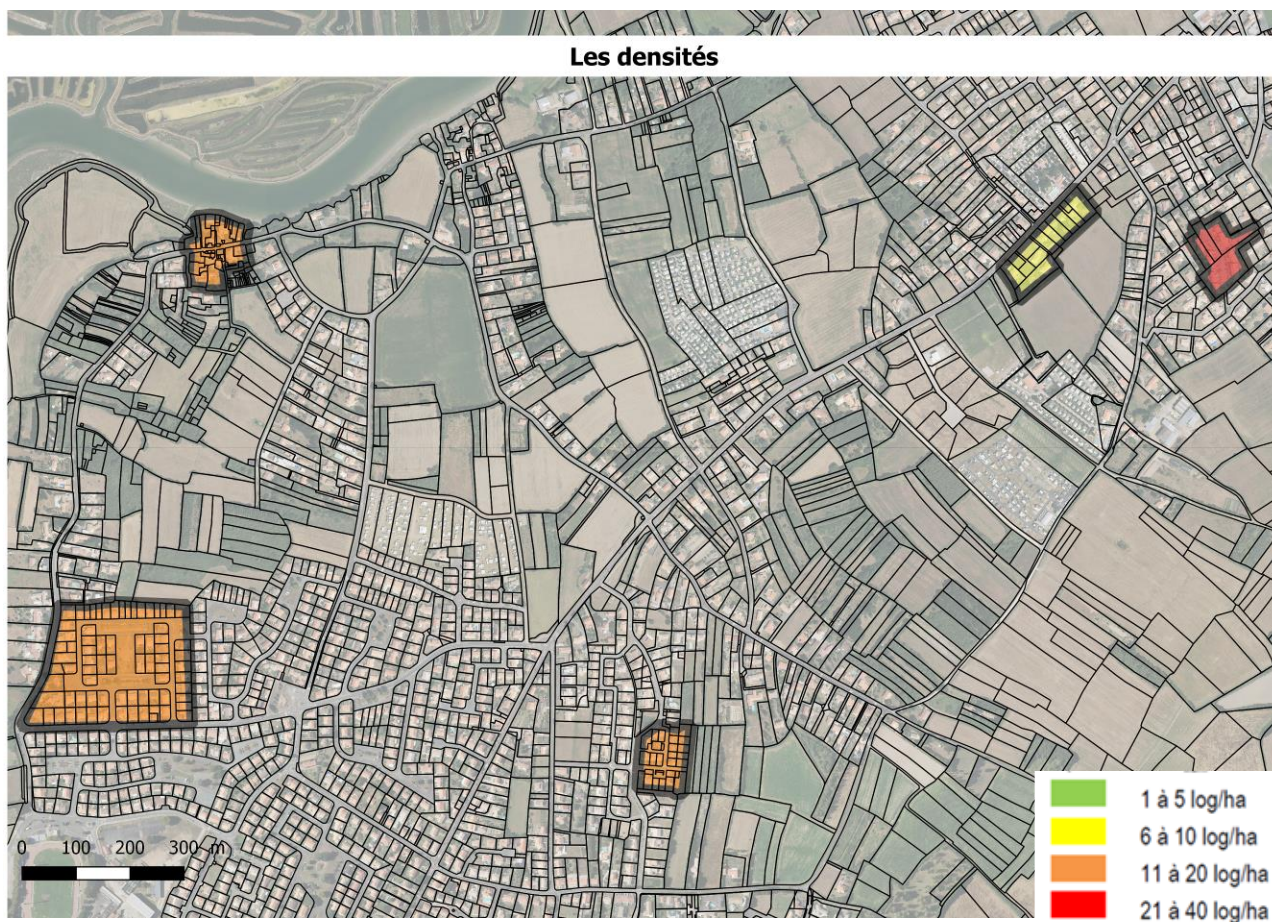 Les densités
1 à 5 log/ha
6 à 10 log/ha
11 à 20 log/ha
21 à 40 log/ha
0 100 200 300 m